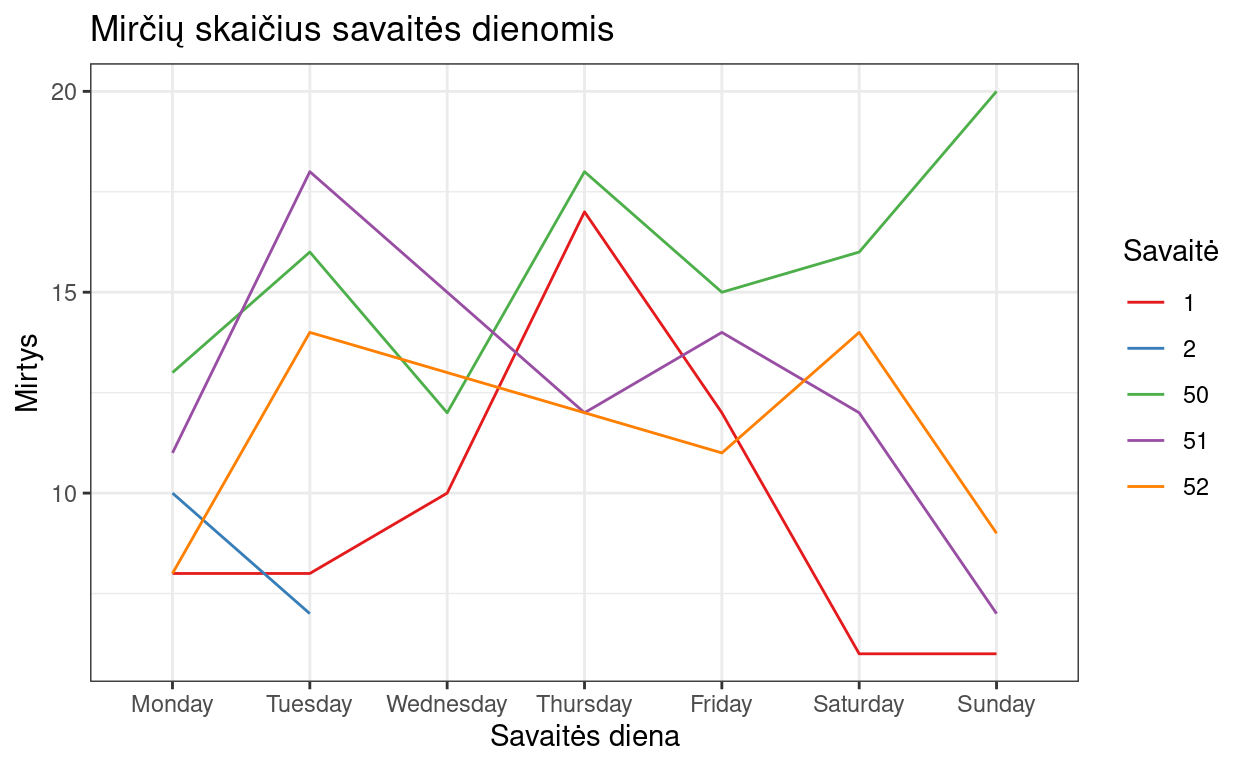 Mirčių skaičius savaitės dienomis
Mirtys
20
15
10
Monday Tuesday Wednesday Thursday Friday Saturday Sunday
Savaitės diena
Savaitė
1
2
50
51
52